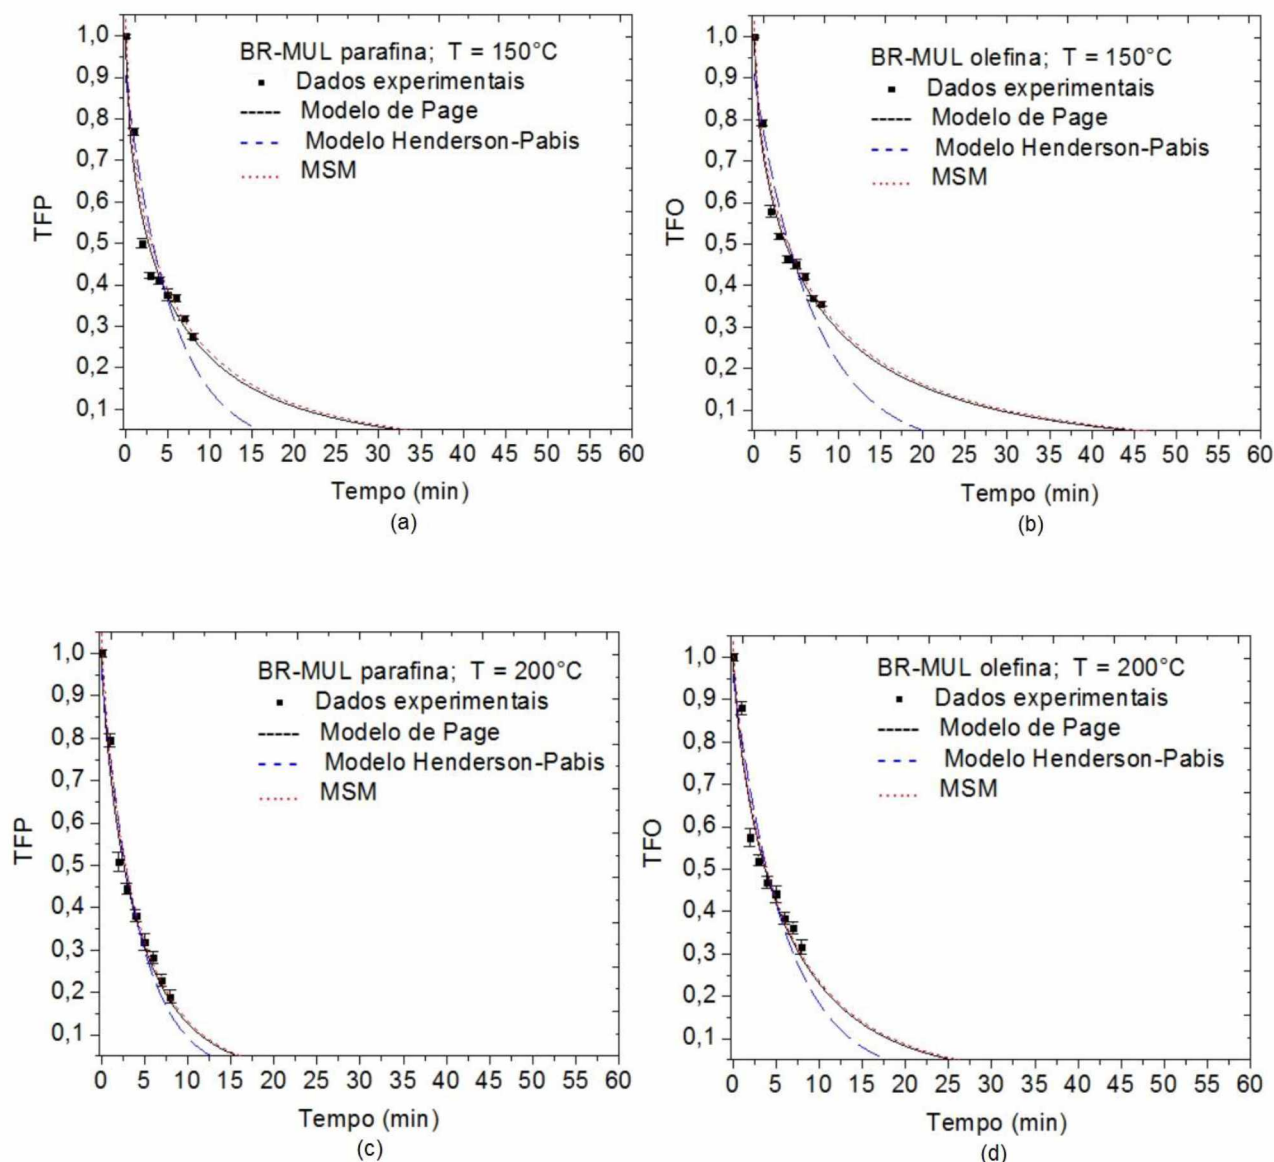 BR-MUL parafina; T = 150°C
Dados experimentais
Modelo de Page
Modelo Henderson-Pabis
MSM
TFP
1,0
0,9
0,8
0,7
0,6
0,5
0,4
0,3
0,2
0,1
0 5 10 15 20 25 30 35 40 45 50 55 60
Tempo (min)
(a)
BR-MUL olefina; T = 150°C
Dados experimentais
Modelo de Page
Modelo Henderson-Pabis
MSM
TFO
1,0
0,9
0,8
0,7
0,6
0,5
0,4
0,3
0,2
0,1
0 5 10 15 20 25 30 35 40 45 50 55 60
Tempo (min)
(b)
BR-MUL parafina; T = 200°C
Dados experimentais
Modelo de Page
Modelo Henderson-Pabis
MSM
TFP
1,0
0,9
0,8
0,7
0,6
0,5
0,4
0,3
0,2
0,1
0 5 10 15 20 25 30 35 40 45 50 55 60
Tempo (min)
(c)
BR-MUL olefina; T = 200°C
Dados experimentais
Modelo de Page
Modelo Henderson-Pabis
MSM
TFO
1,0
0,9
0,8
0,7
0,6
0,5
0,4
0,3
0,2
0,1
0 5 10 15 20 25 30 35 40 45 50 55 60
Tempo (min)
(d)